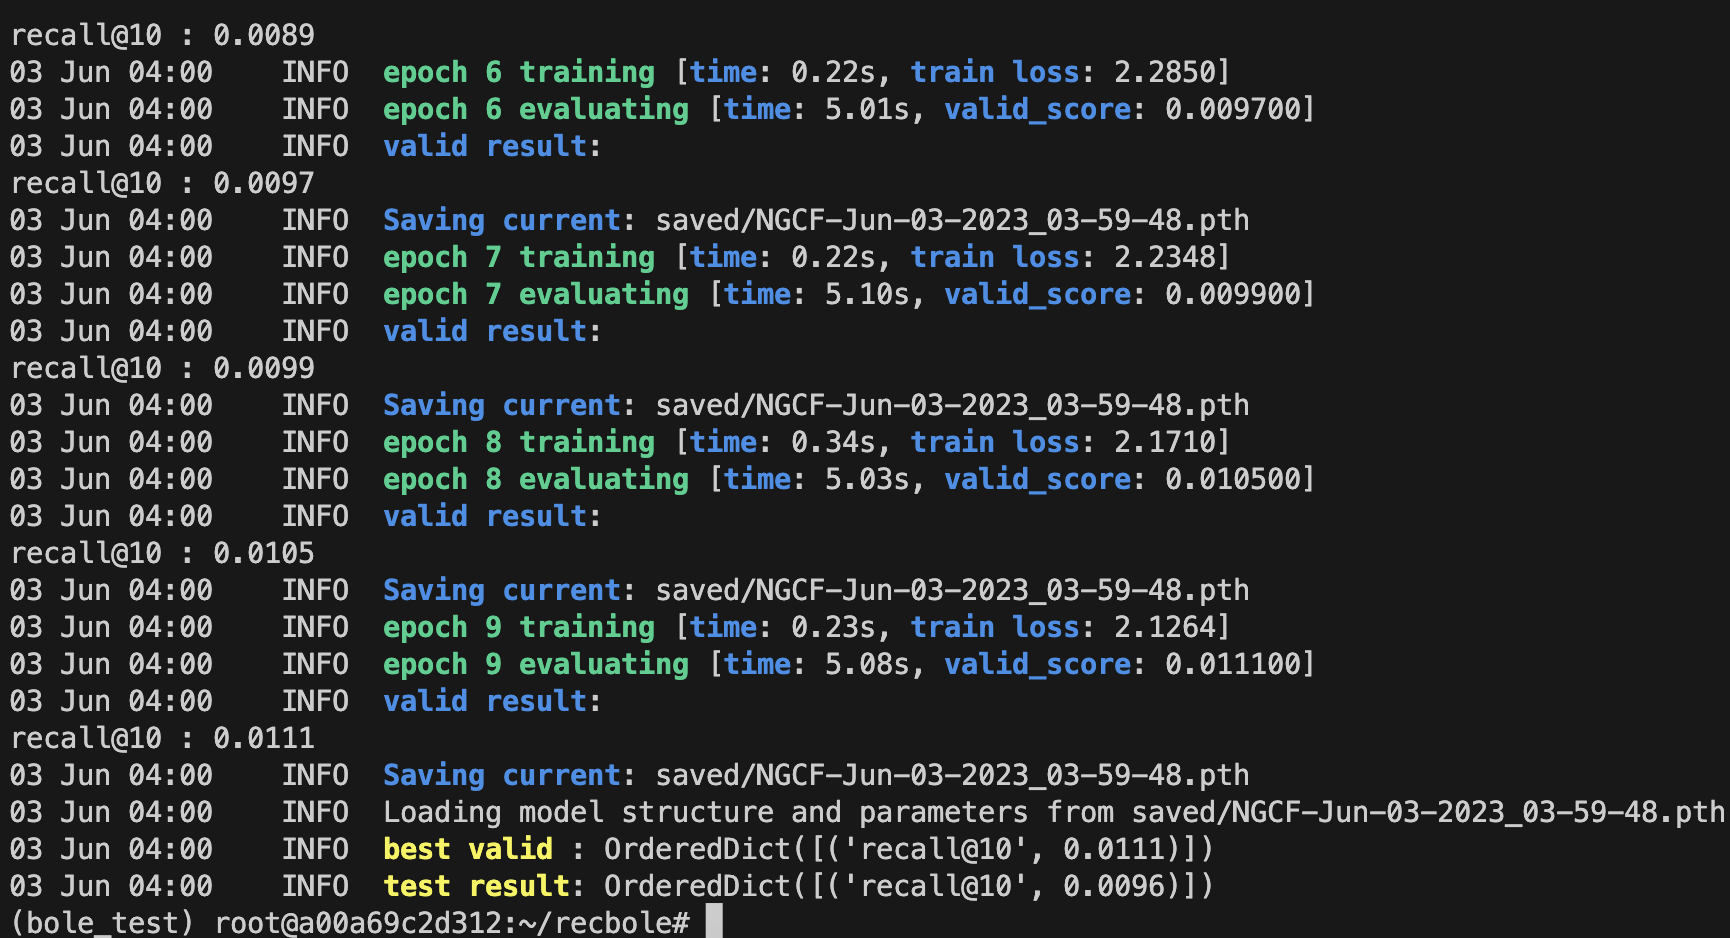 recall@10 : 0.0089
03 Jun 04:00    INFO  epoch 6 training [time: 0.22s, train loss: 2.2850]
03 Jun 04:00    INFO  epoch 6 evaluating [time: 5.01s, valid_score: 0.009700]
03 Jun 04:00    INFO  valid result:
recall@10 : 0.0097
03 Jun 04:00    INFO  Saving current: saved/NGCF-Jun-03-2023_03-59-48.pth
03 Jun 04:00    INFO  epoch 7 training [time: 0.22s, train loss: 2.2348]
03 Jun 04:00    INFO  epoch 7 evaluating [time: 5.10s, valid_score: 0.009900]
03 Jun 04:00    INFO  valid result:
recall@10 : 0.0099
03 Jun 04:00    INFO  Saving current: saved/NGCF-Jun-03-2023_03-59-48.pth
03 Jun 04:00    INFO  epoch 8 training [time: 0.34s, train loss: 2.1710]
03 Jun 04:00    INFO  epoch 8 evaluating [time: 5.03s, valid_score: 0.010500]
03 Jun 04:00    INFO  valid result:
recall@10 : 0.0105
03 Jun 04:00    INFO  Saving current: saved/NGCF-Jun-03-2023_03-59-48.pth
03 Jun 04:00    INFO  epoch 9 training [time: 0.23s, train loss: 2.1264]
03 Jun 04:00    INFO  epoch 9 evaluating [time: 5.08s, valid_score: 0.011100]
03 Jun 04:00    INFO  valid result:
recall@10 : 0.0111
03 Jun 04:00    INFO  Saving current: saved/NGCF-Jun-03-2023_03-59-48.pth
03 Jun 04:00    INFO  Loading model structure and parameters from saved/NGCF-Jun-03-2023_03-59-48.pth
03 Jun 04:00    INFO  best valid : OrderedDict([('recall@10', 0.0111)])
03 Jun 04:00    INFO  test result: OrderedDict([('recall@10', 0.0096)])
(bole_test) root@a00a69c2d312:~/recbole#